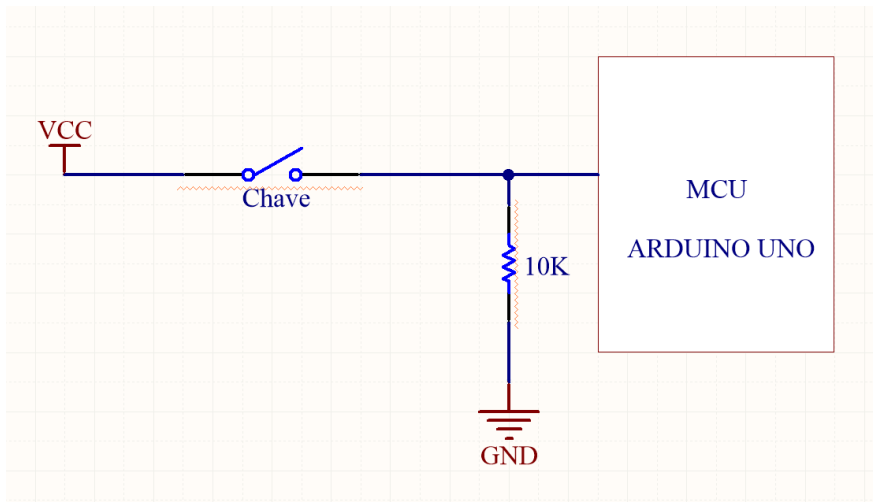 VCC
Chave
MCU
ARDUINO UNO
10K
GND